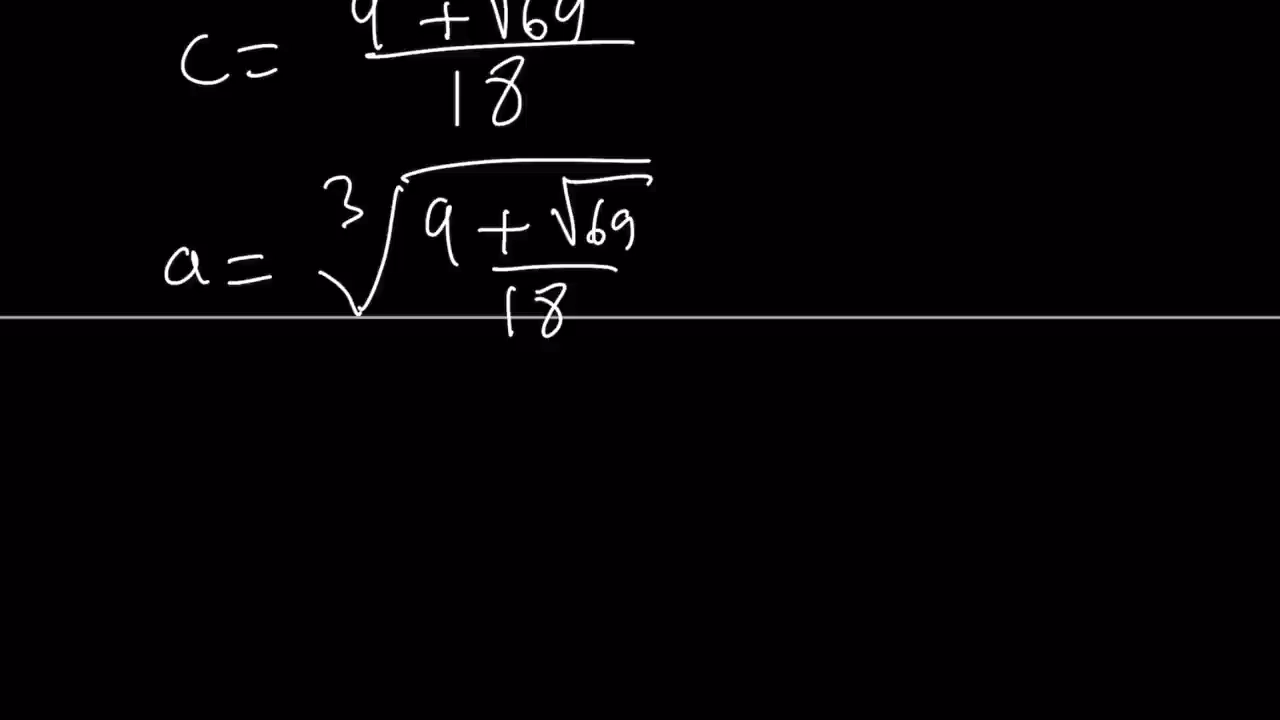 c = 9 + √69 / 18
a = ∛(9 + √69 / 18)